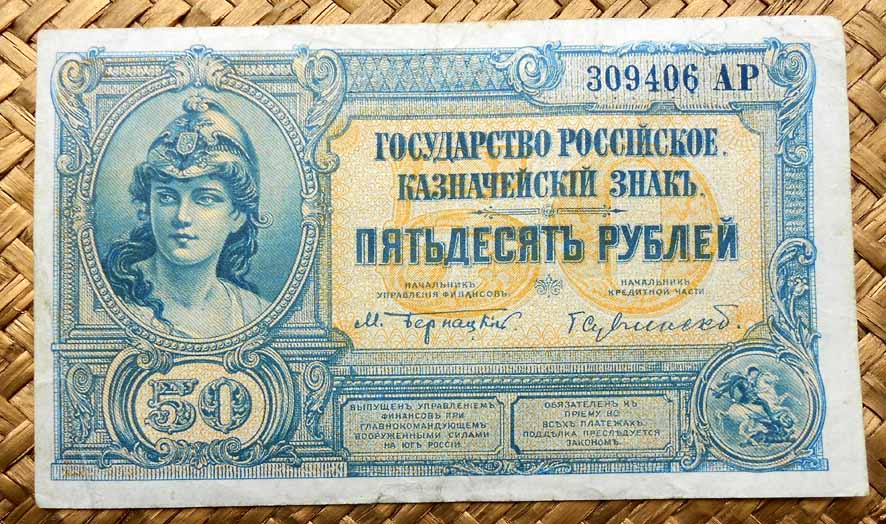 309406 АР
ГОСУДАРСТВО РОССІЙСКОЕ.
КАЗНАЧЕЙСКІЙ ЗНАКЪ.
50
ПЯТЬДЕСЯТЪ РУБЛЕЙ
НАЧАЛЬНИКЪ
УПРАВЛЕНІЯ ФИНАНСОВЪ.
НАЧАЛЬНИКЪ
КРЕДИТНОЙ ЧАСТИ.
М. Бернацкій
50
ВЫПУЩЕНЪ УПРАВЛЕНІЕМЪ
ФИНАНСОВЪ ПРИ
ГЛАВНОКОМАНДУЮЩЕМЪ
ВООРУЖЕННЫМИ СИЛАМИ
НА ЮГѢ РОССІИ.
ОБЯЗАТЕЛЕНЪ КЪ
ПРІЕМУ ВО
ВСѢХЪ ПЛАТЕЖАХЪ.
ПОДДѢЛКА ПРЕСЛѢДУЕТСЯ
ЗАКОНОМЪ.